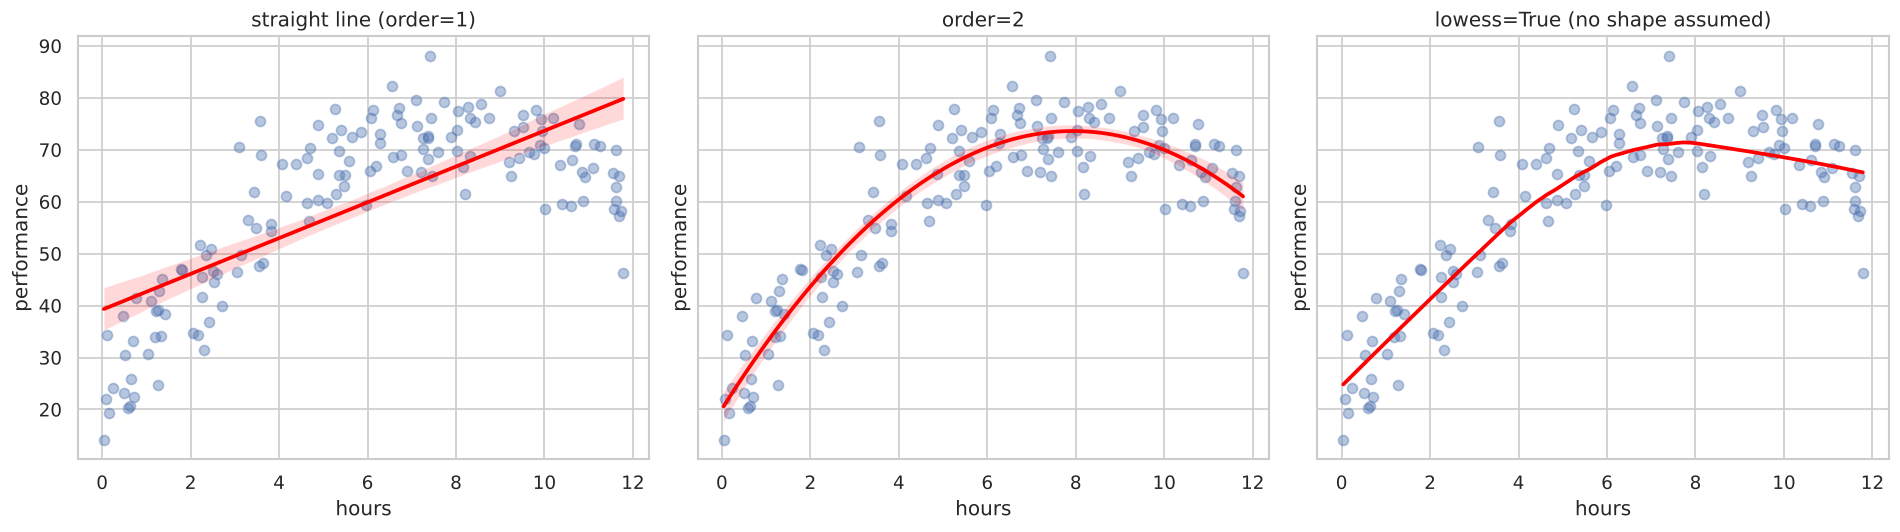 straight line (order=1)
order=2
lowess=True (no shape assumed)
90
80
70
60
50
40
30
20
performance
performance
performance
0 2 4 6 8 10 12
0 2 4 6 8 10 12
0 2 4 6 8 10 12
hours
hours
hours